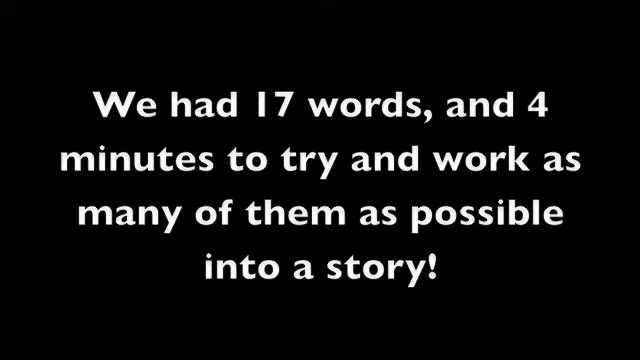 We had 17 words, and 4
minutes to try and work as
many of them as possible
into a story!